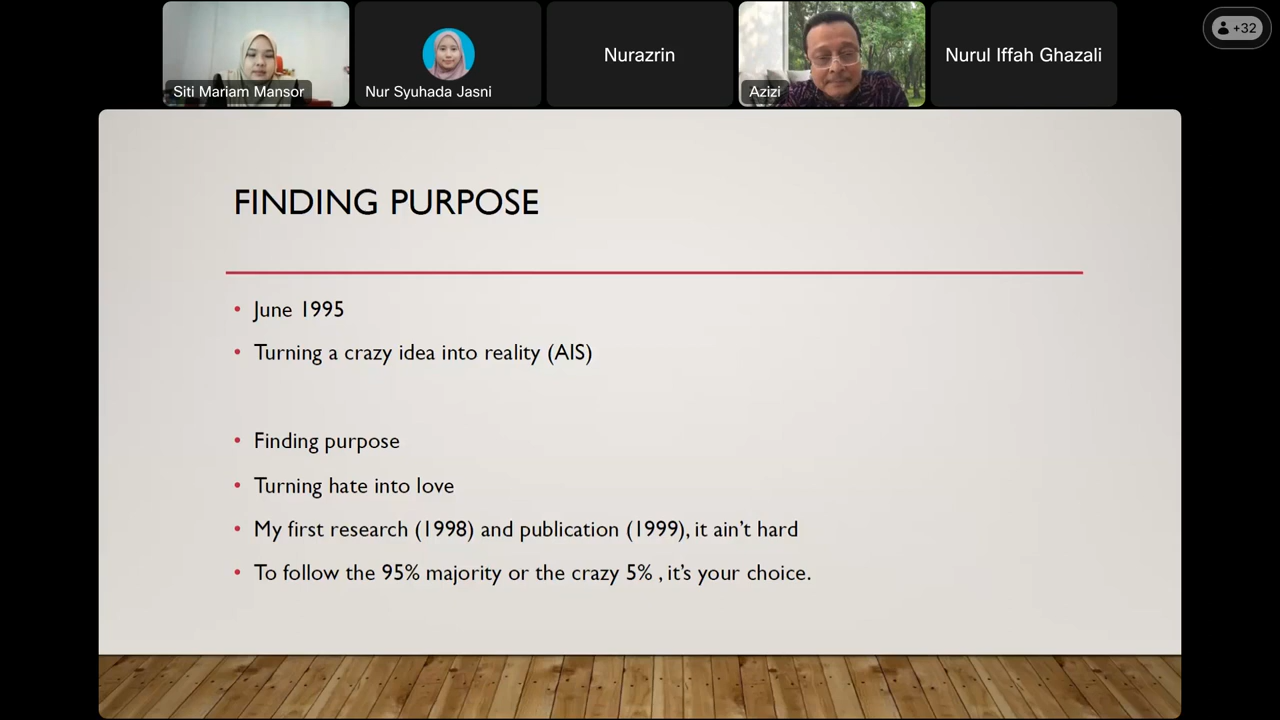 Siti Mariam Mansor
Nur Syuhada Jasni
Nurazrin
Azizi
Nurul Iffah Ghazali
+32
FINDING PURPOSE
• June 1995
• Turning a crazy idea into reality (AIS)
• Finding purpose
• Turning hate into love
• My first research (1998) and publication (1999), it ain't hard
• To follow the 95% majority or the crazy 5% , it's your choice.